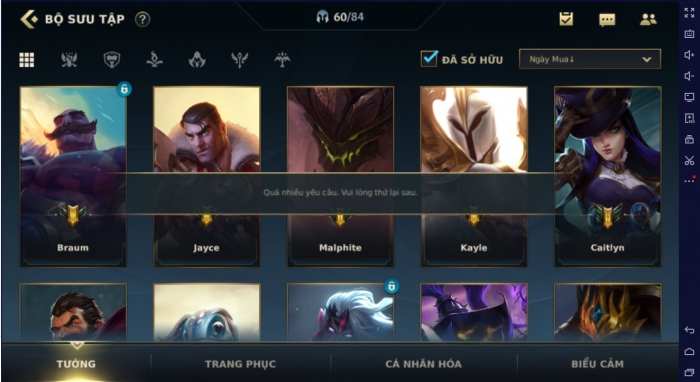 BỘ SƯU TẬP ?
60/84
ĐÃ SỞ HỮU
Ngày Mua↓
Quá nhiều yêu cầu. Vui lòng thử lại sau.
Braum
Jayce
Malphite
Kayle
Caitlyn
TƯỚNG
TRANG PHỤC
CÁ NHÂN HÓA
BIỂU CẢM